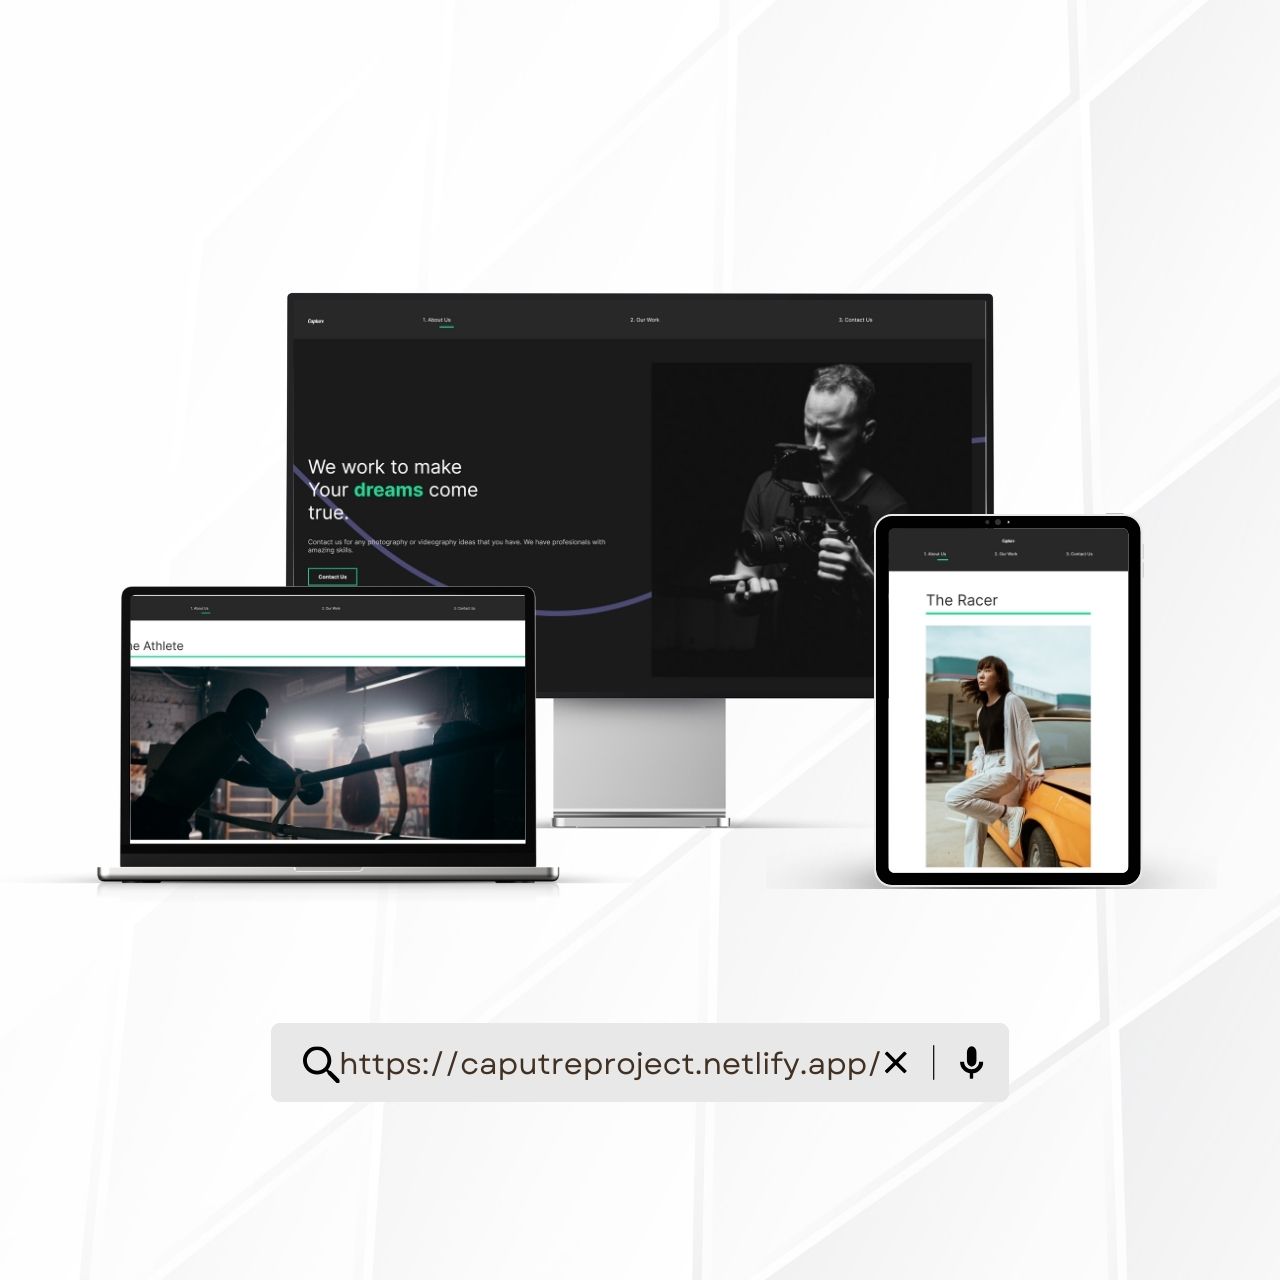 Capture
1. About Us
2. Our Work
3. Contact Us
We work to make
Your dreams come
true.
Contact us for any photography or videography ideas that you have. We have profesionals with
amazing skills.
Contact Us
1. About Us
2. Our Work
3. Contact Us
he Athlete
Capture
1. About Us
2. Our Work
3. Contact Us
The Racer
https://caputreproject.netlify.app/